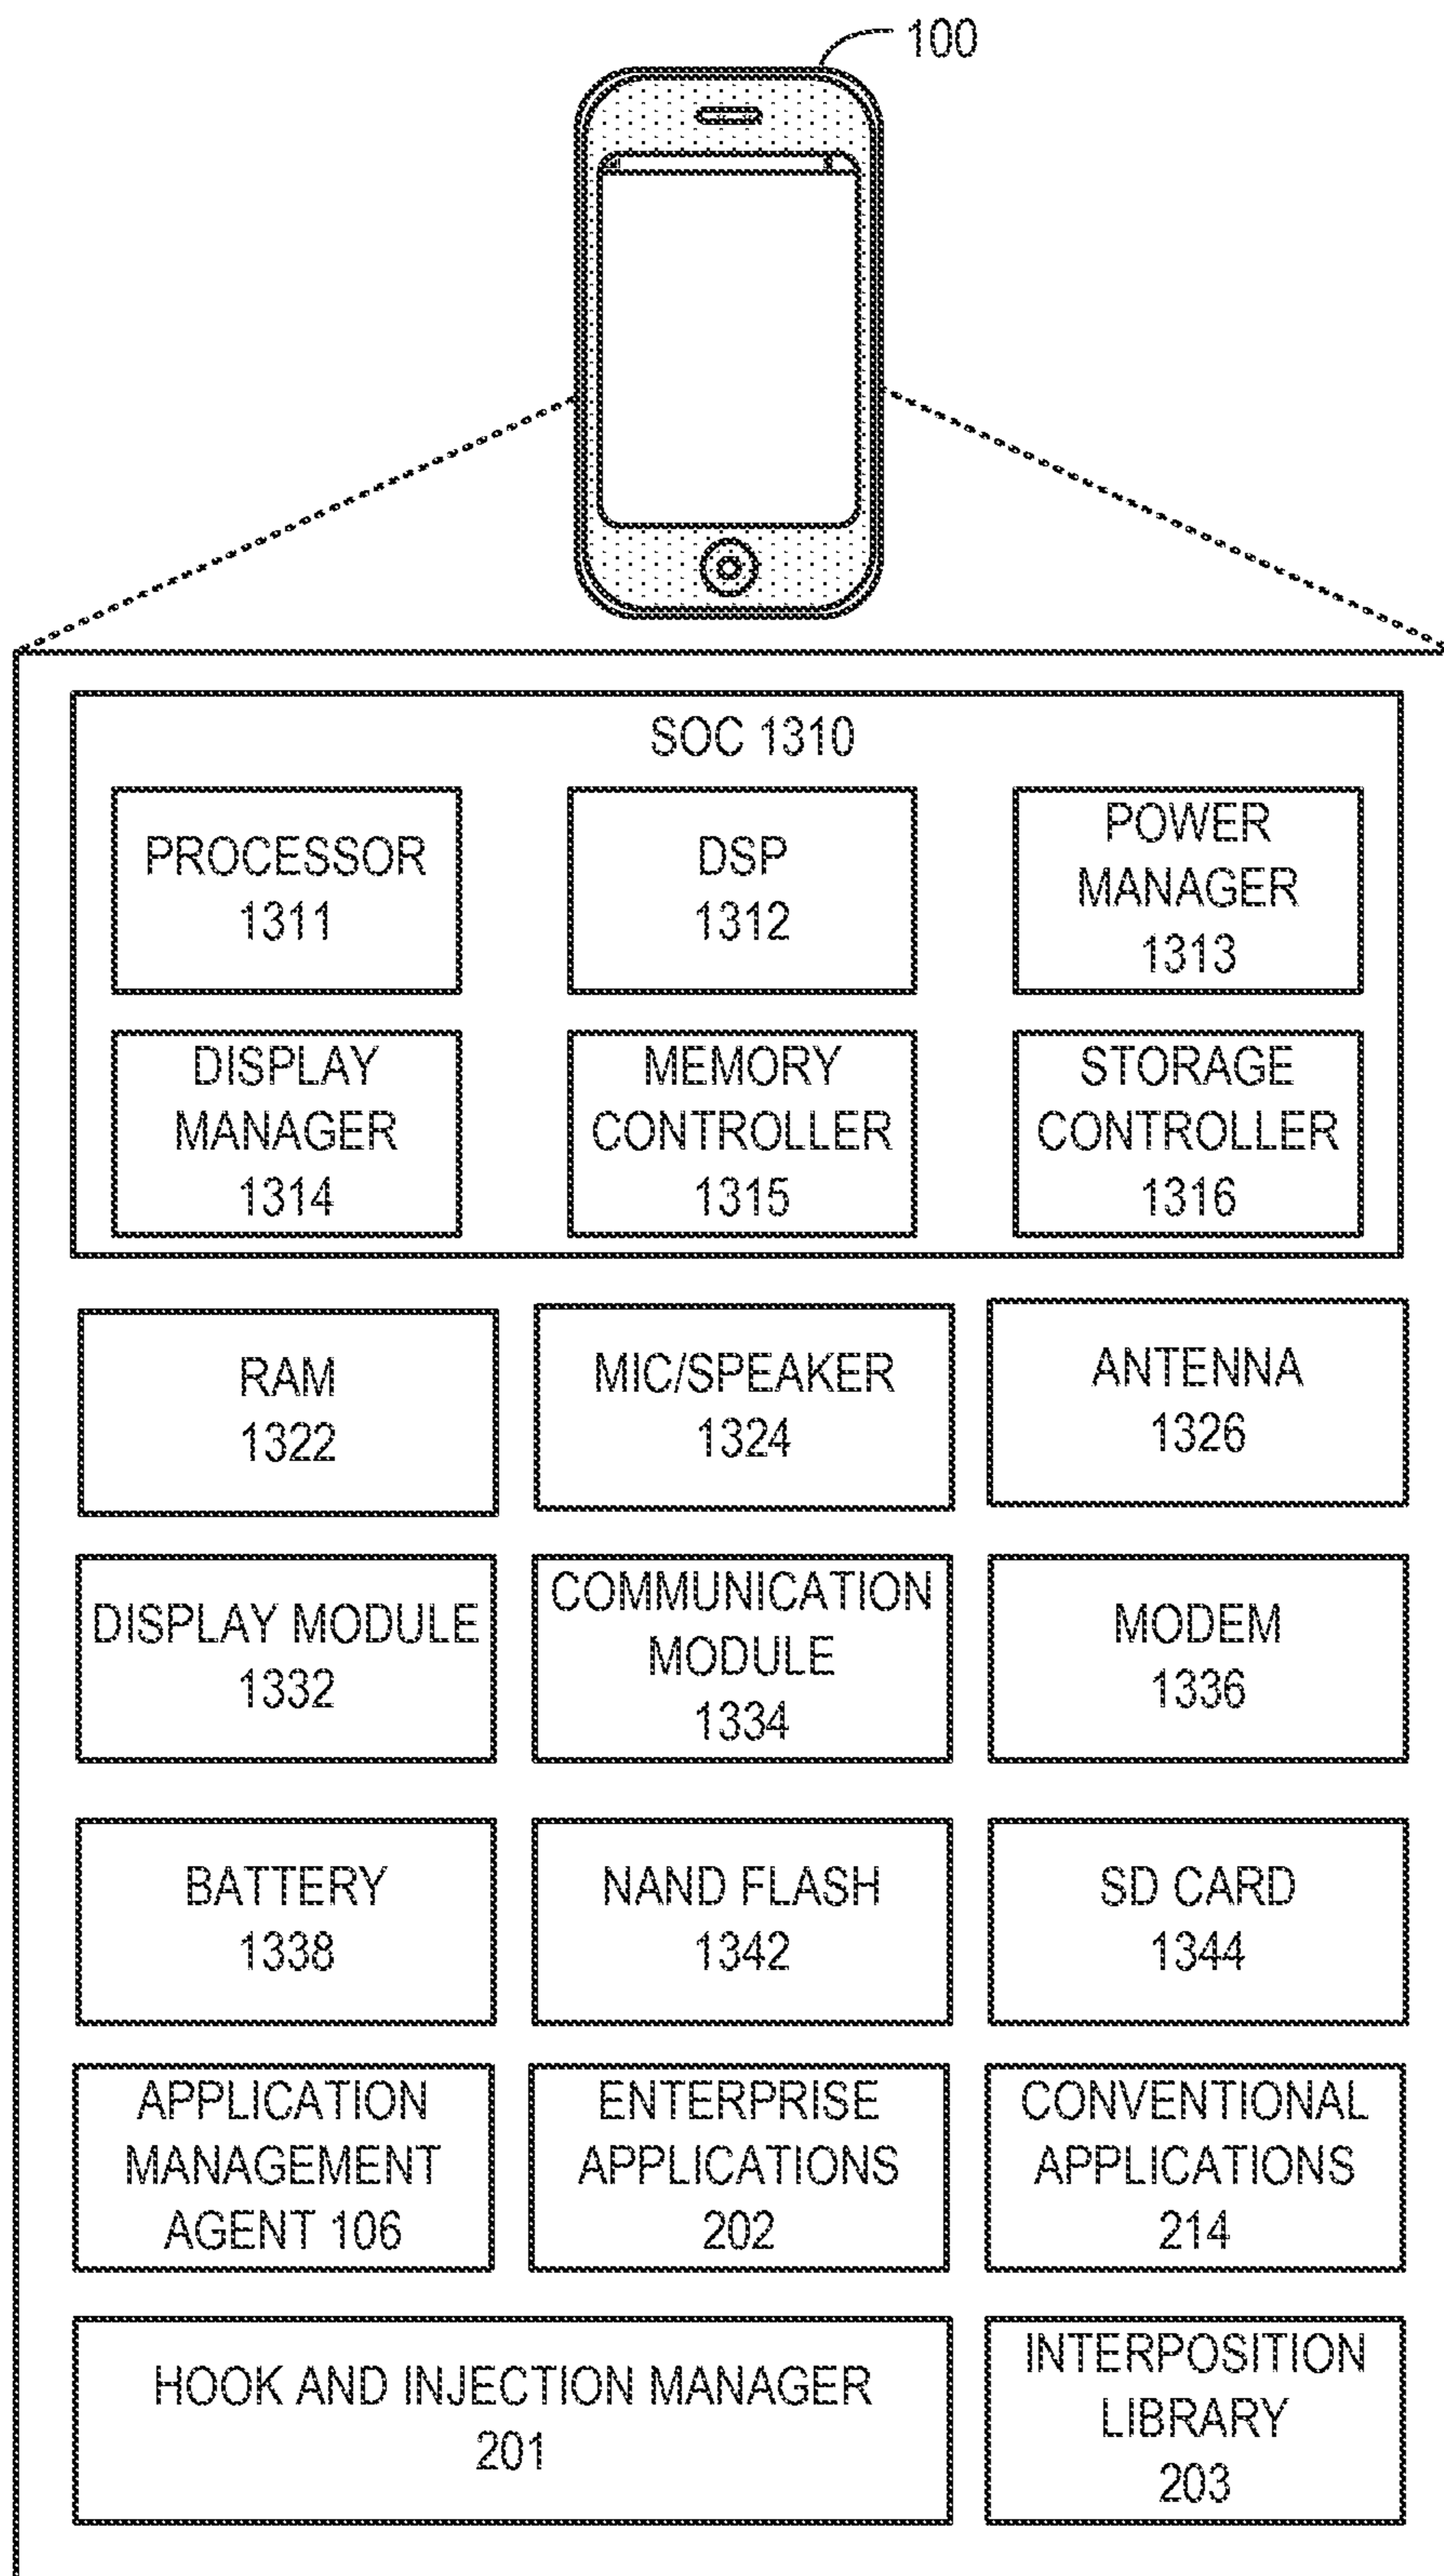 100
SOC 1310
PROCESSOR
1311
DSP
1312
POWER
MANAGER
1313
DISPLAY
MANAGER
1314
MEMORY
CONTROLLER
1315
STORAGE
CONTROLLER
1316
RAM
1322
MIC/SPEAKER
1324
ANTENNA
1326
DISPLAY MODULE
1332
COMMUNICATION
MODULE
1334
MODEM
1336
BATTERY
1338
NAND FLASH
1342
SD CARD
1344
APPLICATION
MANAGEMENT
AGENT 106
ENTERPRISE
APPLICATIONS
202
CONVENTIONAL
APPLICATIONS
214
HOOK AND INJECTION MANAGER
201
INTERPOSITION
LIBRARY
203